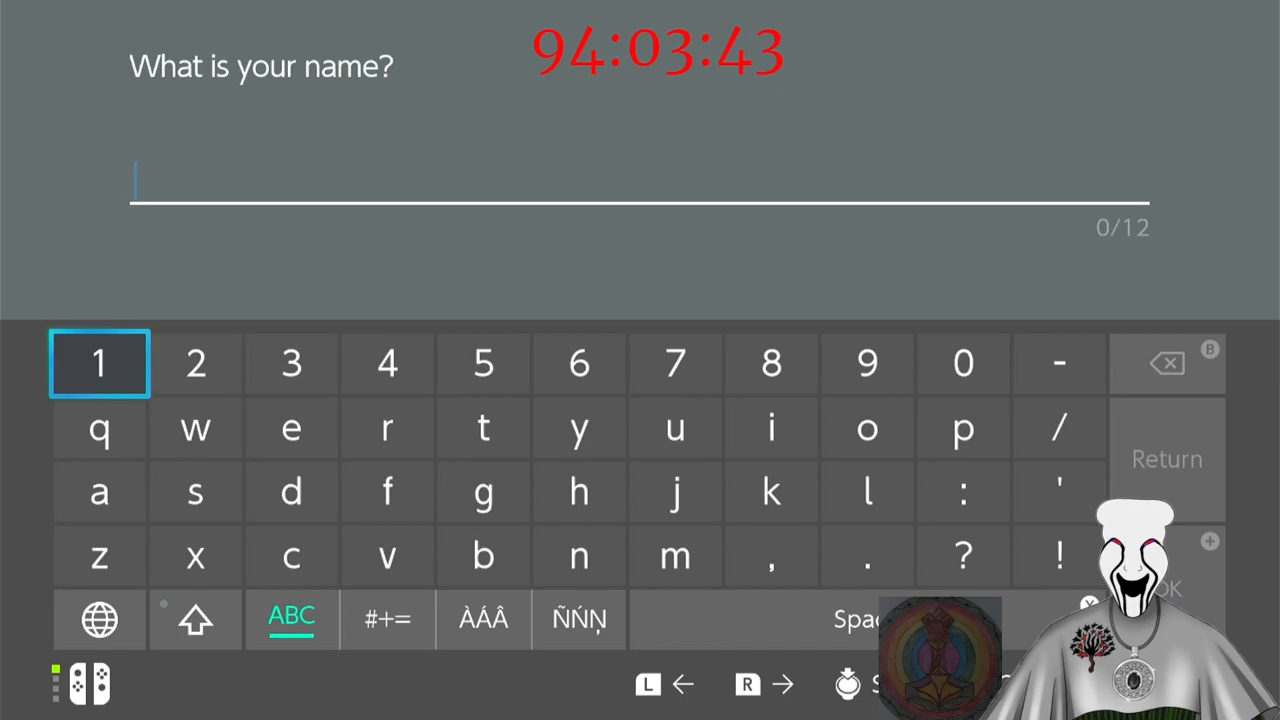 94:03:43
What is your name?
0/12
1 2 3 4 5 6 7 8 9 0 -
B
q w e r t y u i o p /
Return
a s d f g h j k l : '
z x c v b n m , . ? !
+
OK
ABC #+= ÀÁÂ ÑŃŅ
L ← R →